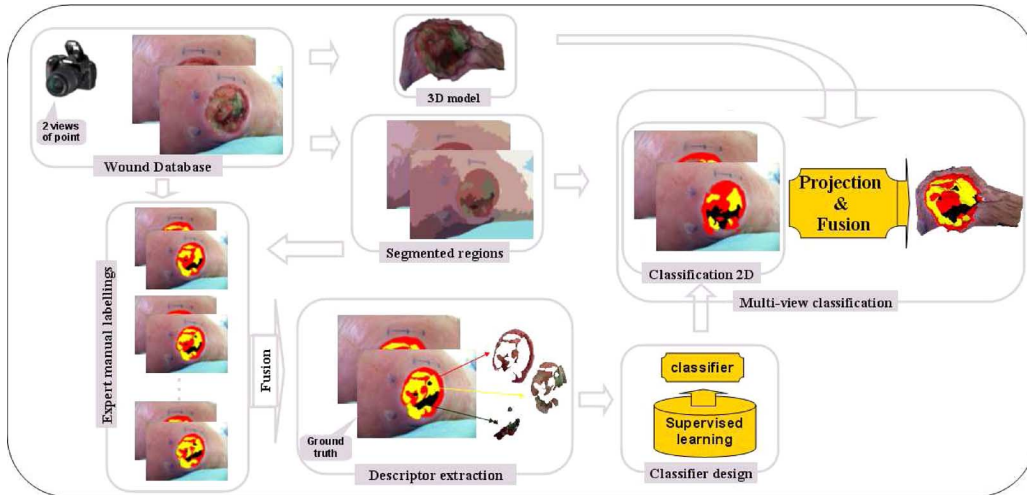 2 views
of point
Wound Database
3D model
Segmented regions
Expert manual labellings
Fusion
Ground
truth
Descriptor extraction
classifier
Supervised
learning
Classifier design
Classification 2D
Projection
&
Fusion
Multi-view classification